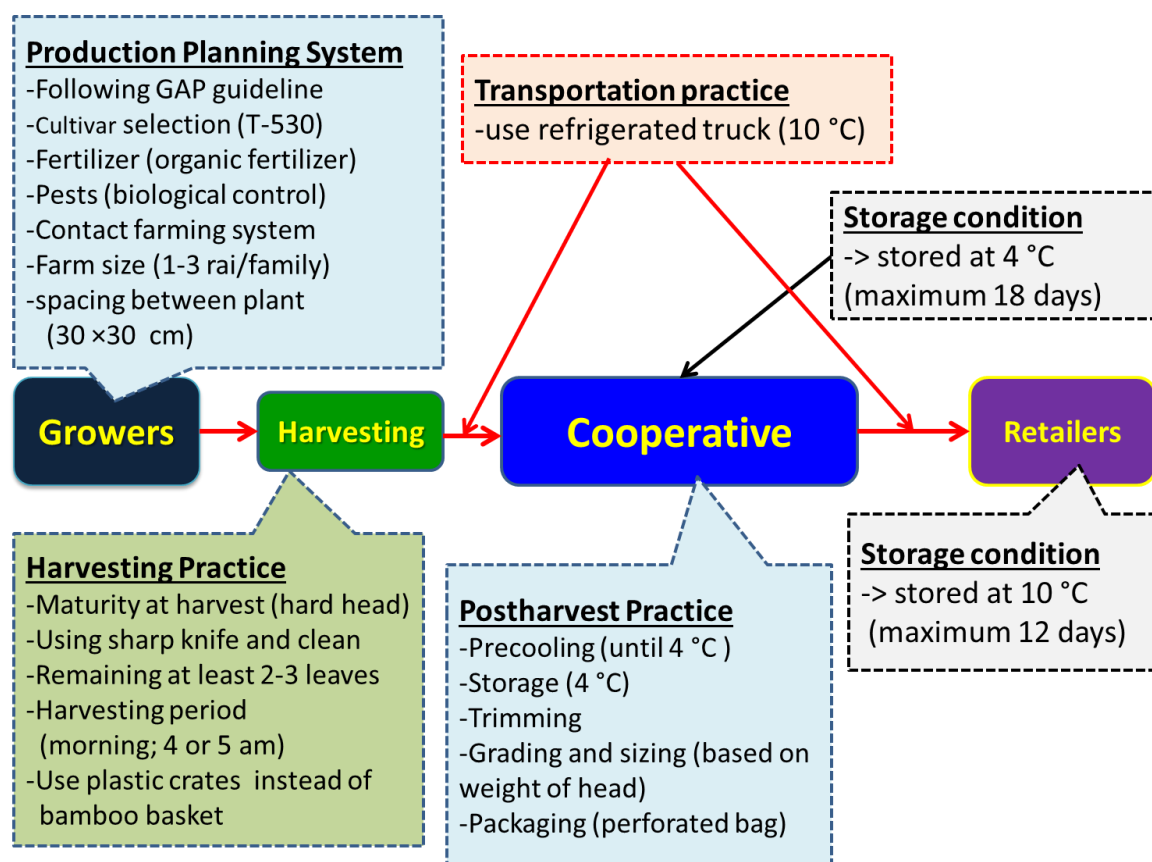 Production Planning System
-Following GAP guideline
-Cultivar selection (T-530)
-Fertilizer (organic fertilizer)
-Pests (biological control)
-Contact farming system
-Farm size (1-3 rai/family)
-spacing between plant
(30 ×30  cm)
Transportation practice
-use refrigerated truck (10 °C)
Storage condition
-> stored at 4 °C
(maximum 18 days)
Growers
Harvesting
Cooperative
Retailers
Harvesting Practice
-Maturity at harvest (hard head)
-Using sharp knife and clean
-Remaining at least 2-3 leaves
-Harvesting period
(morning; 4 or 5 am)
-Use plastic crates  instead of
bamboo basket
Postharvest Practice
-Precooling (until 4 °C )
-Storage (4 °C)
-Trimming
-Grading and sizing (based on
weight of head)
-Packaging (perforated bag)
Storage condition
-> stored at 10 °C
(maximum 12 days)